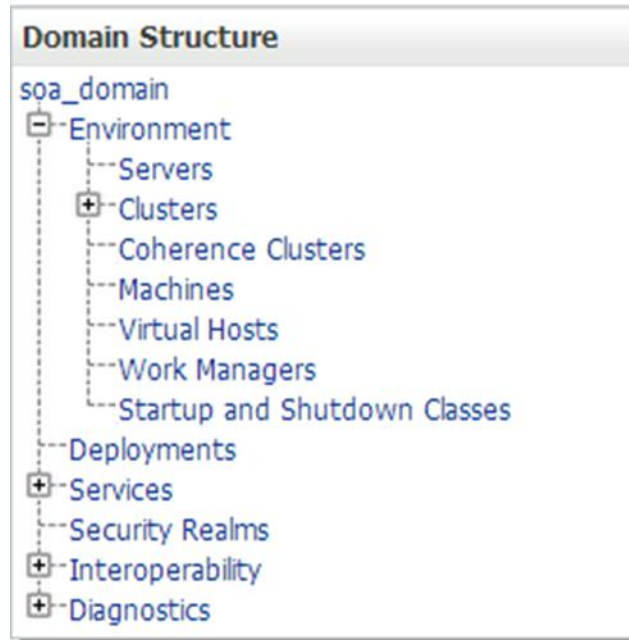 Domain Structure
soa_domain
Environment
Servers
Clusters
Coherence Clusters
Machines
Virtual Hosts
Work Managers
Startup and Shutdown Classes
Deployments
Services
Security Realms
Interoperability
Diagnostics